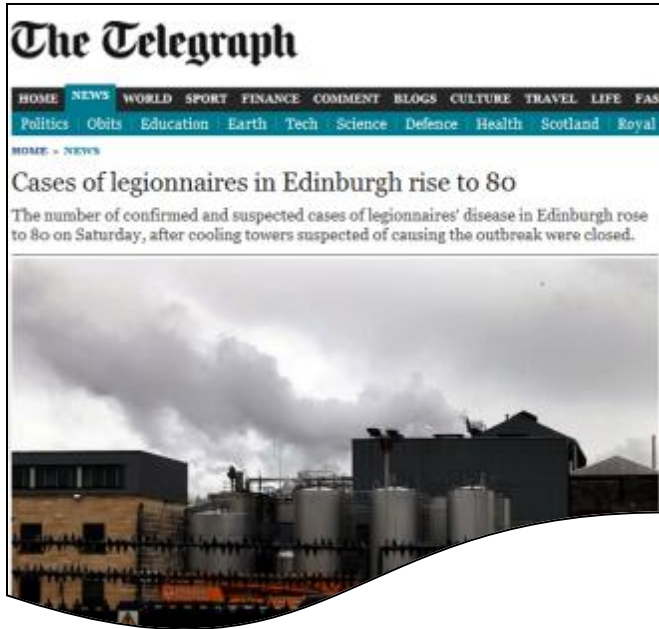 The Telegraph
HOME NEWS WORLD SPORT FINANCE COMMENT BLOGS CULTURE TRAVEL LIFE FAS
Politics Obits Education Earth Tech Science Defence Health Scotland Royal
HOME » NEWS
Cases of legionnaires in Edinburgh rise to 80
The number of confirmed and suspected cases of legionnaires' disease in Edinburgh rose
to 80 on Saturday, after cooling towers suspected of causing the outbreak were closed.